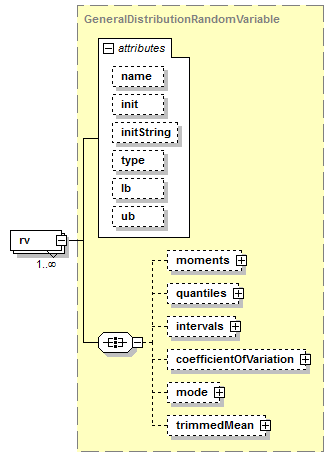 GeneralDistributionRandomVariable
attributes
name
init
initString
type
lb
ub
rv
1..∞
moments
quantiles
intervals
coefficientOfVariation
mode
trimmedMean